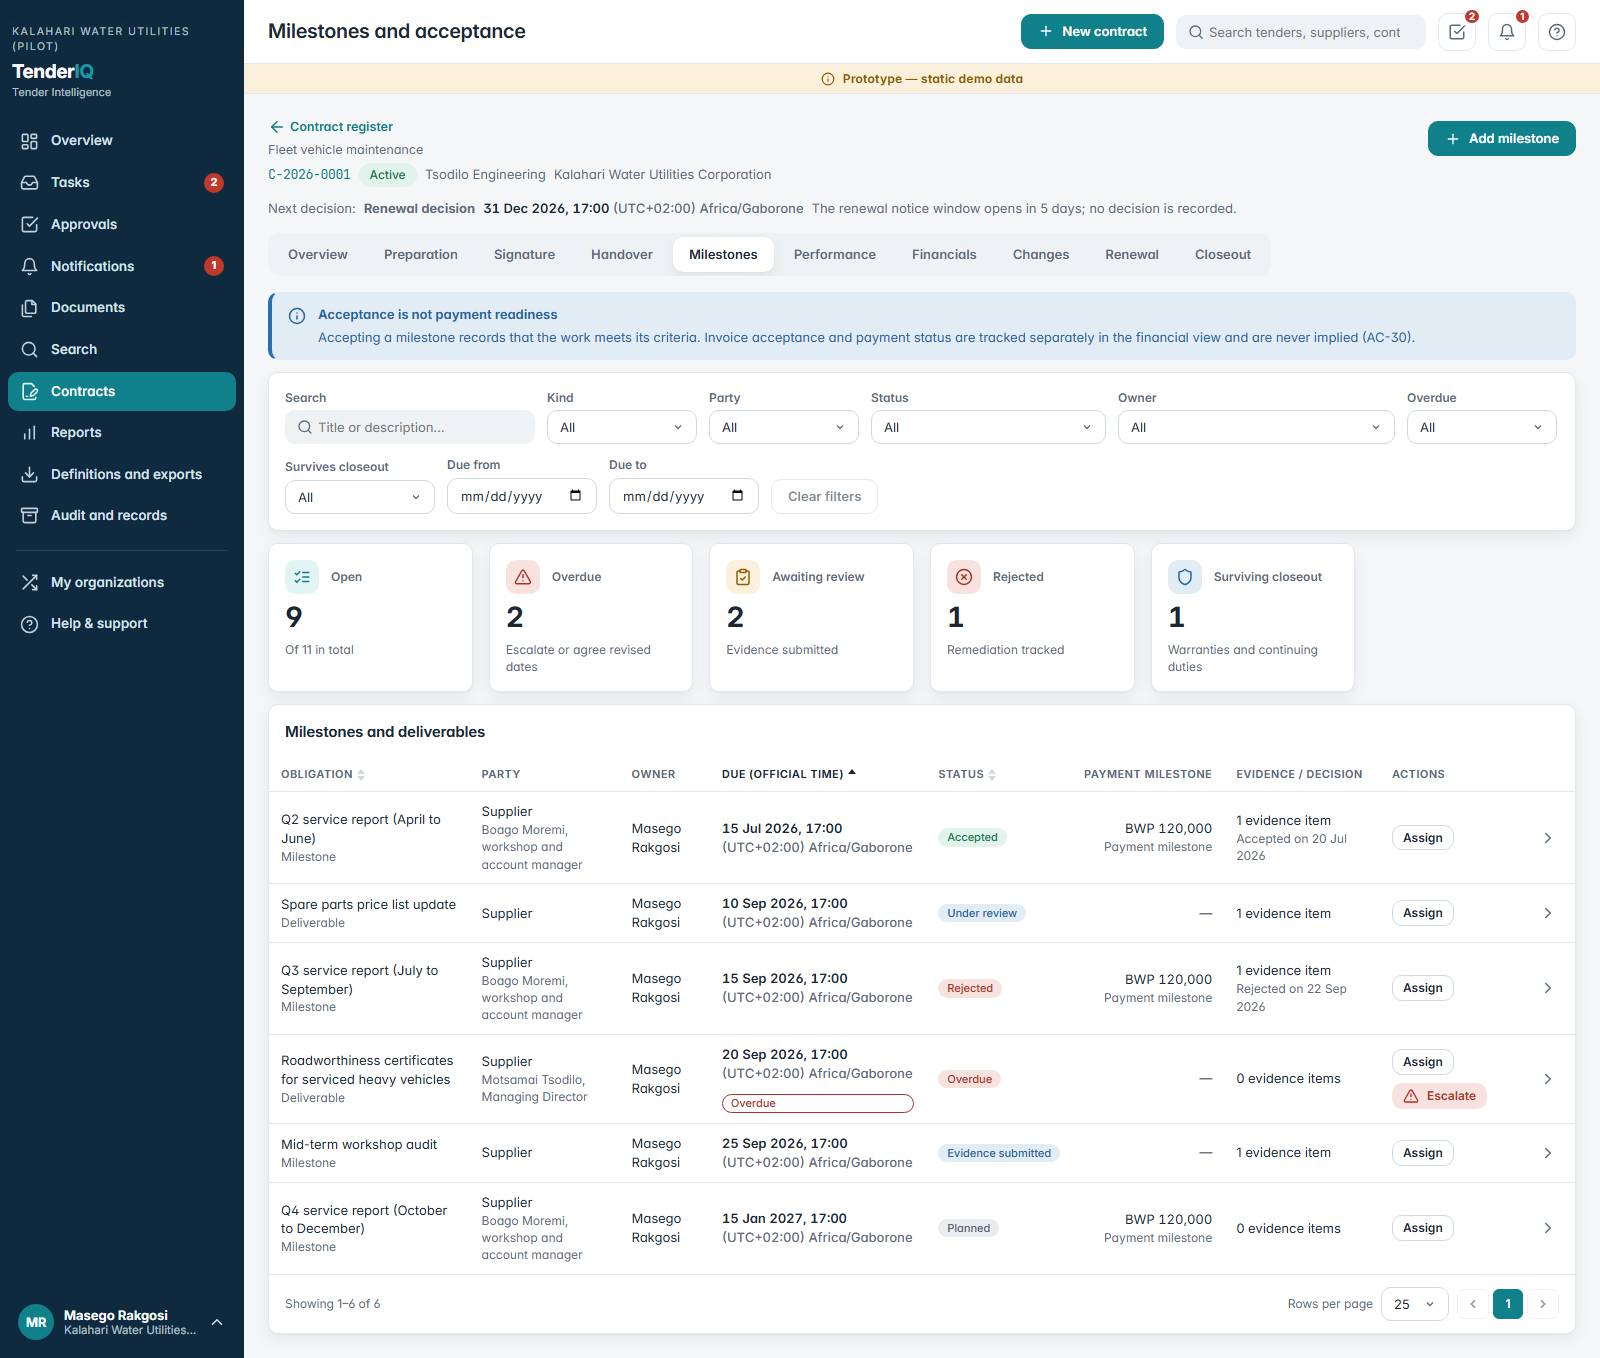 KALAHARI WATER UTILITIES
(PILOT)
TenderIQ
Tender Intelligence
Overview
Tasks 2
Approvals
Notifications 1
Documents
Search
Contracts
Reports
Definitions and exports
Audit and records
My organizations
Help & support
MR
Masego Rakgosi
Kalahari Water Utilities...
Milestones and acceptance
+ New contract
Search tenders, suppliers, cont
2
1
Prototype — static demo data
← Contract register
Fleet vehicle maintenance
C-2026-0001 Active Tsodilo Engineering Kalahari Water Utilities Corporation
Next decision: Renewal decision 31 Dec 2026, 17:00 (UTC+02:00) Africa/Gaborone The renewal notice window opens in 5 days; no decision is recorded.
+ Add milestone
Overview Preparation Signature Handover Milestones Performance Financials Changes Renewal Closeout
Acceptance is not payment readiness
Accepting a milestone records that the work meets its criteria. Invoice acceptance and payment status are tracked separately in the financial view and are never implied (AC-30).
Search Kind Party Status Owner Overdue
Title or description... All All All All All
Survives closeout Due from Due to
All mm/dd/yyyy mm/dd/yyyy Clear filters
Open
9
Of 11 in total
Overdue
2
Escalate or agree revised
dates
Awaiting review
2
Evidence submitted
Rejected
1
Remediation tracked
Surviving closeout
1
Warranties and continuing
duties
Milestones and deliverables
OBLIGATION PARTY OWNER DUE (OFFICIAL TIME) STATUS PAYMENT MILESTONE EVIDENCE / DECISION ACTIONS
Q2 service report (April to
June)
Milestone
Supplier
Boago Moremi,
workshop and
account manager
Masego
Rakgosi
15 Jul 2026, 17:00
(UTC+02:00) Africa/Gaborone
Accepted
BWP 120,000
Payment milestone
1 evidence item
Accepted on 20 Jul
2026
Assign
Spare parts price list update
Deliverable
Supplier
Masego
Rakgosi
10 Sep 2026, 17:00
(UTC+02:00) Africa/Gaborone
Under review
—
1 evidence item
Assign
Q3 service report (July to
September)
Milestone
Supplier
Boago Moremi,
workshop and
account manager
Masego
Rakgosi
15 Sep 2026, 17:00
(UTC+02:00) Africa/Gaborone
Rejected
BWP 120,000
Payment milestone
1 evidence item
Rejected on 22 Sep
2026
Assign
Roadworthiness certificates
for serviced heavy vehicles
Deliverable
Supplier
Motsamai Tsodilo,
Managing Director
Masego
Rakgosi
20 Sep 2026, 17:00
(UTC+02:00) Africa/Gaborone
Overdue
Overdue
—
0 evidence items
Assign
Escalate
Mid-term workshop audit
Milestone
Supplier
Masego
Rakgosi
25 Sep 2026, 17:00
(UTC+02:00) Africa/Gaborone
Evidence submitted
—
1 evidence item
Assign
Q4 service report (October
to December)
Milestone
Supplier
Boago Moremi,
workshop and
account manager
Masego
Rakgosi
15 Jan 2027, 17:00
(UTC+02:00) Africa/Gaborone
Planned
BWP 120,000
Payment milestone
0 evidence items
Assign
Showing 1–6 of 6
Rows per page 25 1